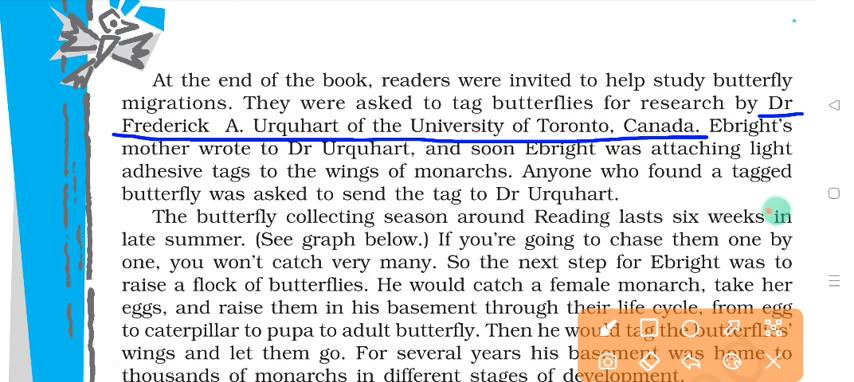 At the end of the book, readers were invited to help study butterfly
migrations. They were asked to tag butterflies for research by Dr
Frederick A. Urquhart of the University of Toronto, Canada. Ebright's
mother wrote to Dr Urquhart, and soon Ebright was attaching light
adhesive tags to the wings of monarchs. Anyone who found a tagged
butterfly was asked to send the tag to Dr Urquhart.
The butterfly collecting season around Reading lasts six weeks in
late summer. (See graph below.) If you're going to chase them one by
one, you won't catch very many. So the next step for Ebright was to
raise a flock of butterflies. He would catch a female monarch, take her
eggs, and raise them in his basement through their life cycle, from egg
to caterpillar to pupa to adult butterfly. Then he would tag the butterflies'
wings and let them go. For several years his basement was home to
thousands of monarchs in different stages of development.